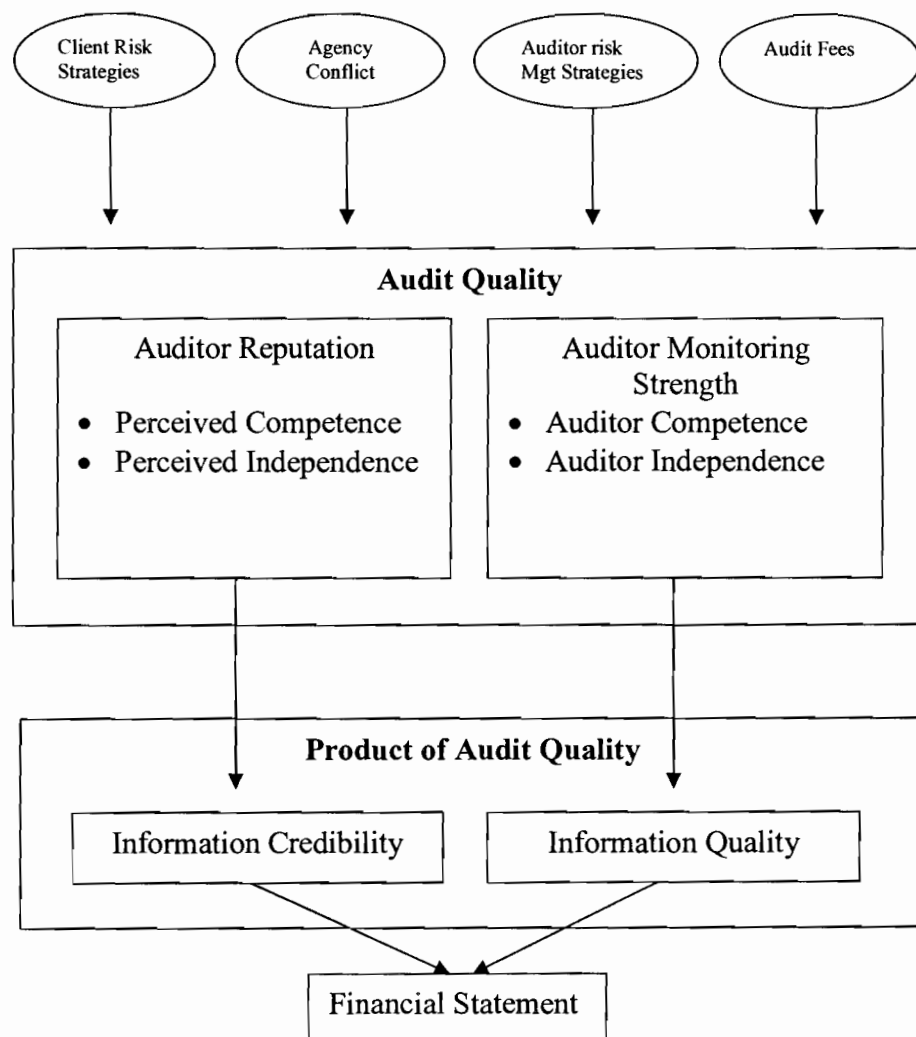 Client Risk
Strategies
Agency
Conflict
Auditor risk
Mgt Strategies
Audit Fees
Audit Quality
Auditor Reputation
• Perceived Competence
• Perceived Independence
Auditor Monitoring
Strength
• Auditor Competence
• Auditor Independence
Product of Audit Quality
Information Credibility
Information Quality
Financial Statement